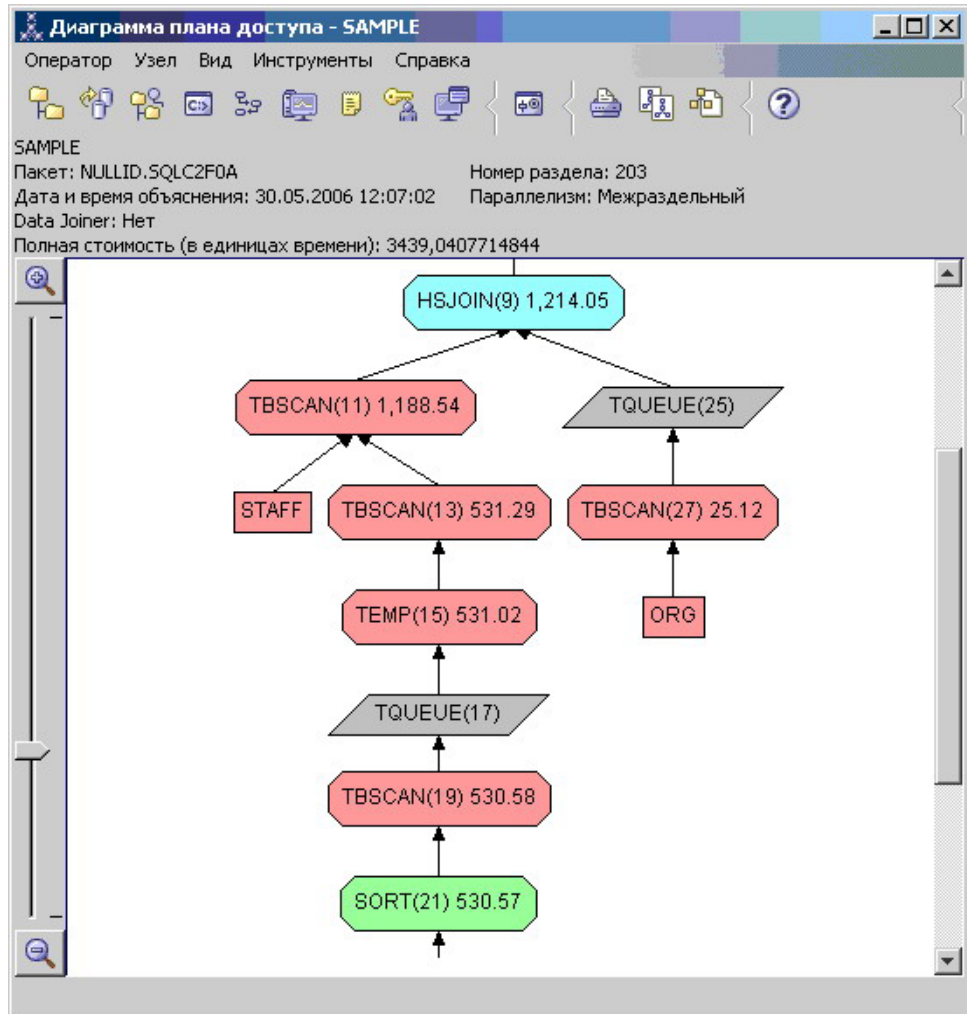 Диаграмма плана доступа - SAMPLE
Оператор Узел Вид Инструменты Справка
SAMPLE
Пакет: NULLID.SQLC2F0A Номер раздела: 203
Дата и время объяснения: 30.05.2006 12:07:02 Параллелизм: Межраздельный
Data Joiner: Нет
Полная стоимость (в единицах времени): 3439,0407714844
HSJOIN(9) 1,214.05
TBSCAN(11) 1,188.54 TQUEUE(25)
STAFF TBSCAN(13) 531.29 TBSCAN(27) 25.12
TEMP(15) 531.02 ORG
TQUEUE(17)
TBSCAN(19) 530.58
SORT(21) 530.57